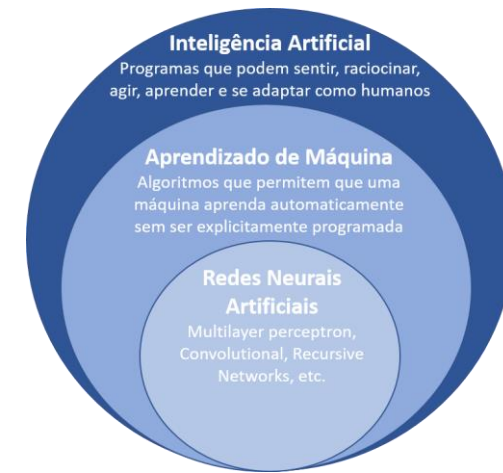 Inteligência Artificial
Programas que podem sentir, raciocinar,
agir, aprender e se adaptar como humanos
Aprendizado de Máquina
Algoritmos que permitem que uma
máquina aprenda automaticamente
sem ser explicitamente programada
Redes Neurais
Artificiais
Multilayer perceptron,
Convolutional, Recursive
Networks, etc.